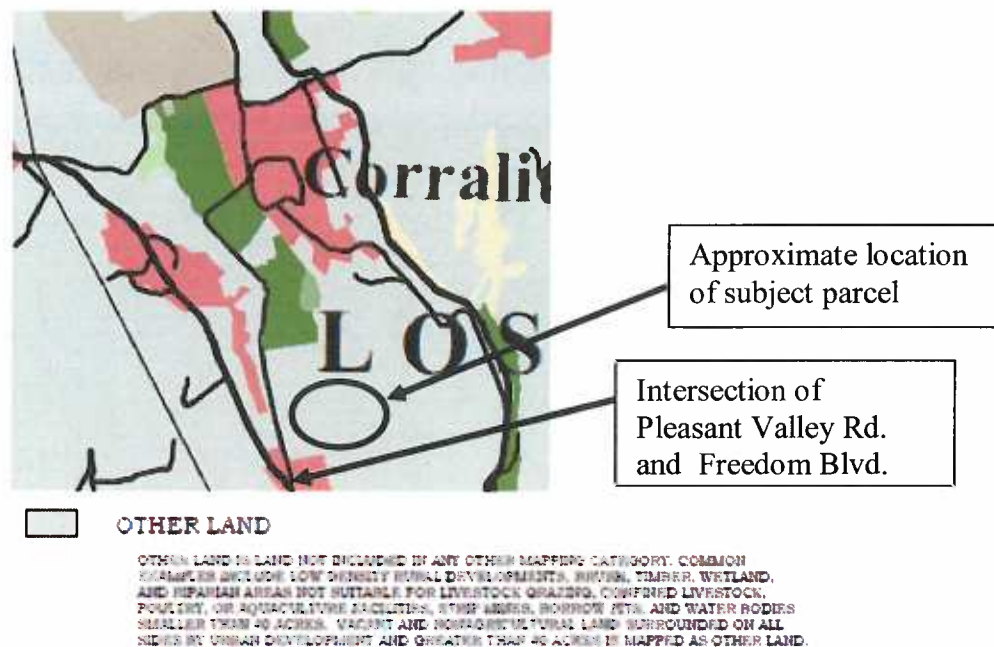 Corrali
Approximate location
of subject parcel
L O S
Intersection of
Pleasant Valley Rd.
and Freedom Blvd.
OTHER LAND
OTHER LAND IS LAND NOT INCLUDED IN ANY OTHER MAPPING CATEGORY. COMMON
EXAMPLES INCLUDE LOW DENSITY RURAL DEVELOPMENTS, BRUSH, TIMBER, WETLAND,
AND RIPARIAN AREAS NOT SUITABLE FOR LIVESTOCK GRAZING, CONFINED LIVESTOCK,
POULTRY, OR AQUACULTURE FACILITIES, STRIP MINES, BORROW PITS, AND WATER BODIES
SMALLER THAN 40 ACRES. VACANT AND NONAGRICULTURAL LAND SURROUNDED ON ALL
SIDES BY URBAN DEVELOPMENT AND GREATER THAN 40 ACRES IS MAPPED AS OTHER LAND.